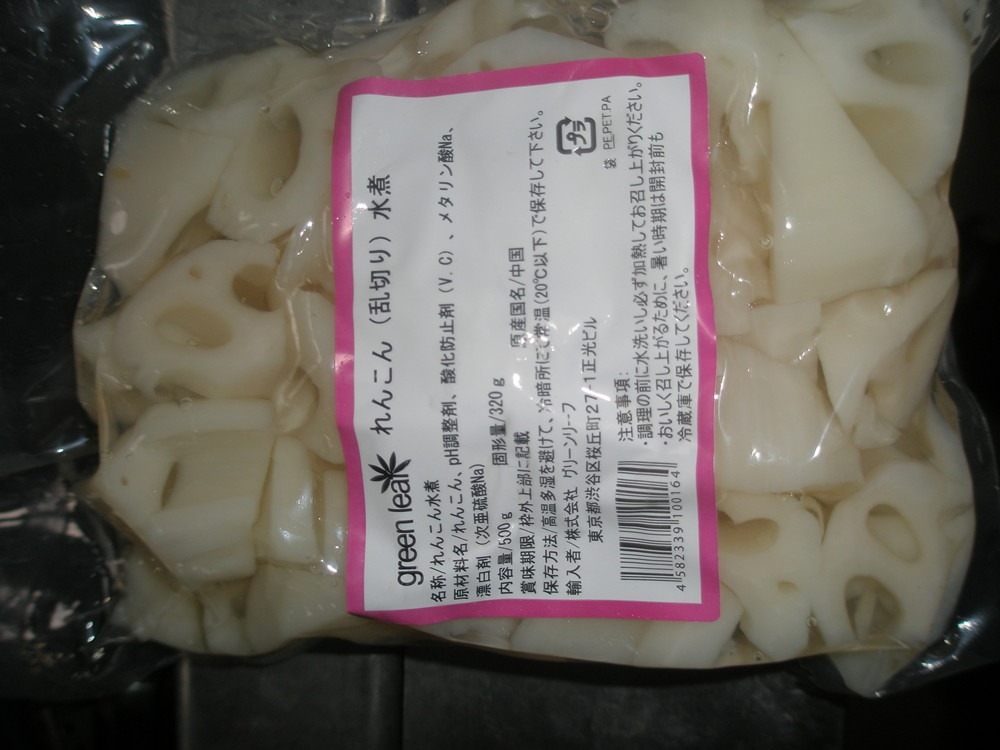 green leaf れんこん（乱切り）水煮
名称/れんこん水煮
原材料名/れんこん、pH調整剤、酸化防止剤（V.C）、メタリン酸Na、
漂白剤（次亜硫酸Na）
内容量/500g 固形量/320g
賞味期限/枠外上部に記載 原産国名/中国
保存方法/高温多湿を避けて、冷暗所にて常温(20℃以下)で保存して下さい。
輸入者/株式会社 グリーンリーフ
東京都渋谷区桜丘町27-1正光ビル
プラ
袋 PE,PET,PA
注意事項：
・調理の前に水洗いし必ず加熱してお召し上がりください。
・おいしく召し上がるために、暑い時期は開封前も
冷蔵庫で保存してください。
4 582339 100164